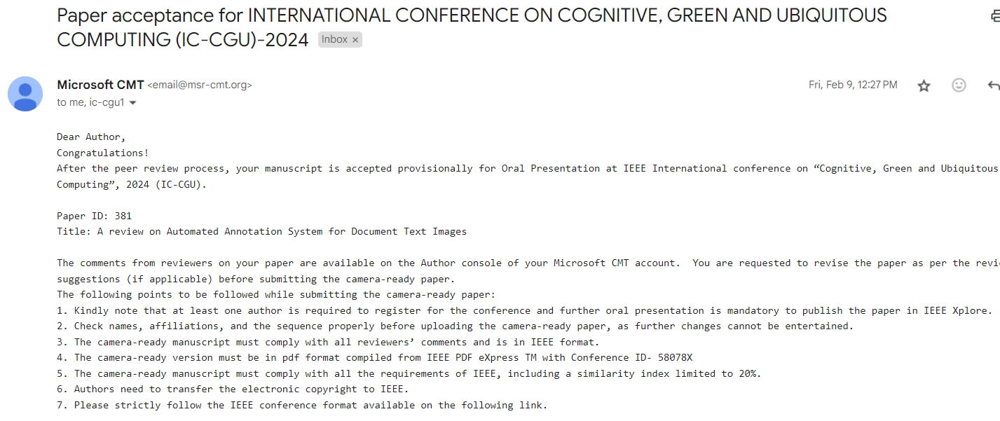 Paper acceptance for INTERNATIONAL CONFERENCE ON COGNITIVE, GREEN AND UBIQUITOUS
COMPUTING (IC-CGU)-2024 Inbox ×
Microsoft CMT <email@msr-cmt.org>
Fri, Feb 9, 12:27 PM
to me, ic-cgu1
Dear Author,
Congratulations!
After the peer review process, your manuscript is accepted provisionally for Oral Presentation at IEEE International conference on “Cognitive, Green and Ubiquitous
Computing”, 2024 (IC-CGU).
Paper ID: 381
Title: A review on Automated Annotation System for Document Text Images
The comments from reviewers on your paper are available on the Author console of your Microsoft CMT account. You are requested to revise the paper as per the
suggestions (if applicable) before submitting the camera-ready paper.
The following points to be followed while submitting the camera-ready paper:
1. Kindly note that at least one author is required to register for the conference and further oral presentation is mandatory to publish the paper in IEEE Xplore.
2. Check names, affiliations, and the sequence properly before uploading the camera-ready paper, as further changes cannot be entertained.
3. The camera-ready manuscript must comply with all reviewers’ comments and is in IEEE format.
4. The camera-ready version must be in pdf format compiled from IEEE PDF eXpress TM with Conference ID- 58078X
5. The camera-ready manuscript must comply with all the requirements of IEEE, including a similarity index limited to 20%.
6. Authors need to transfer the electronic copyright to IEEE.
7. Please strictly follow the IEEE conference format available on the following link.